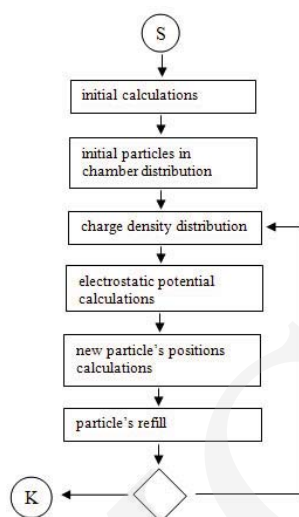 S
initial calculations
initial particles in
chamber distribution
charge density distribution
electrostatic potential
calculations
new particle's positions
calculations
particle's refill
K